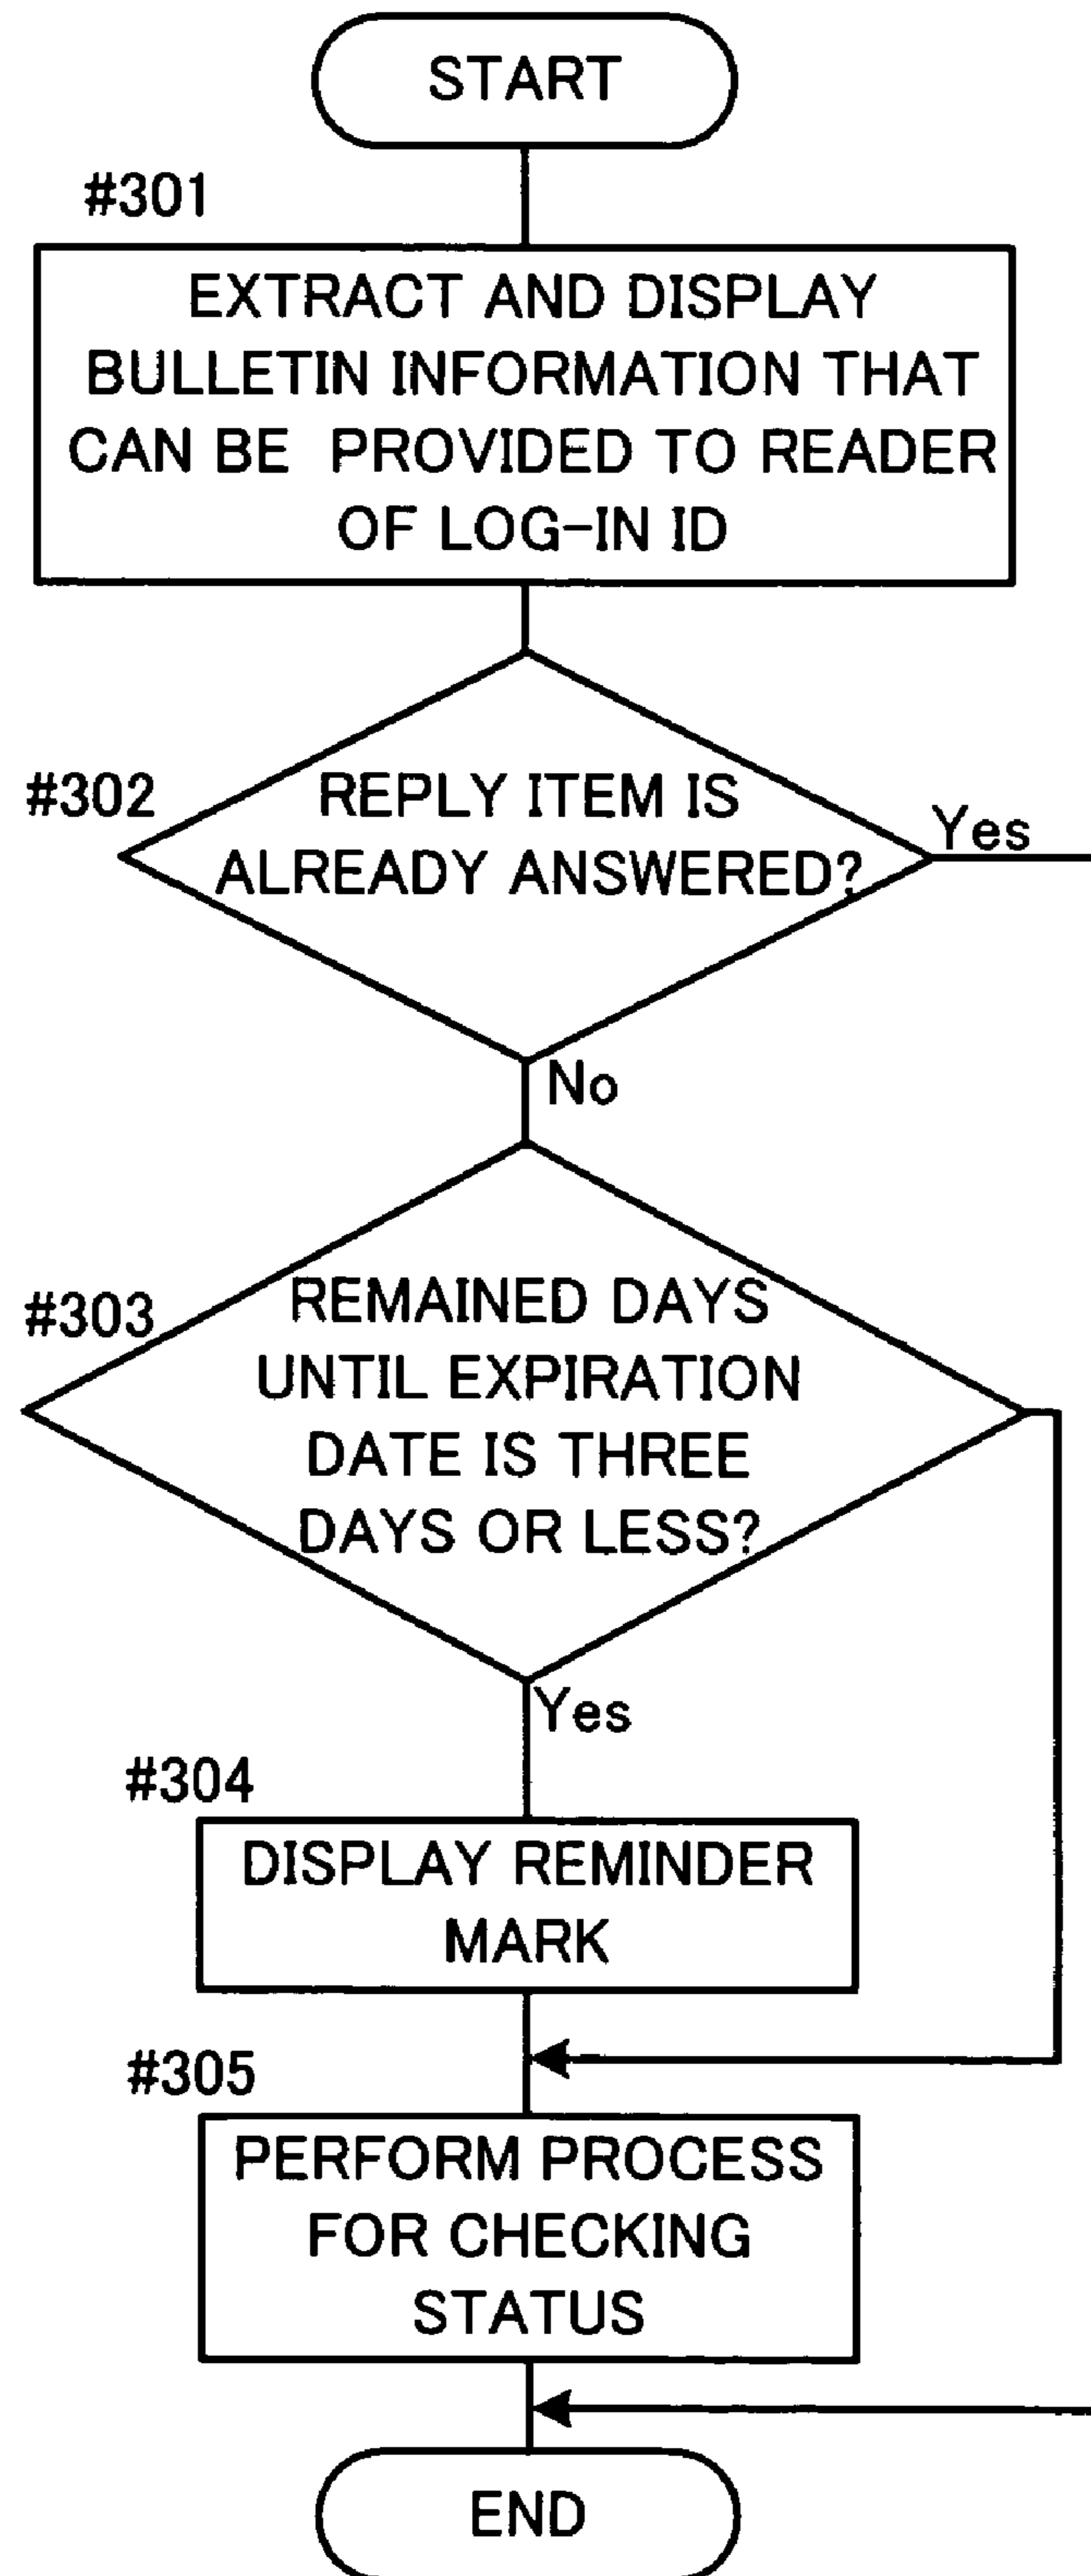 START
#301
EXTRACT AND DISPLAY
BULLETIN INFORMATION THAT
CAN BE PROVIDED TO READER
OF LOG-IN ID
#302
REPLY ITEM IS
ALREADY ANSWERED?
Yes
No
#303
REMAINED DAYS
UNTIL EXPIRATION
DATE IS THREE
DAYS OR LESS?
Yes
#304
DISPLAY REMINDER
MARK
#305
PERFORM PROCESS
FOR CHECKING
STATUS
END